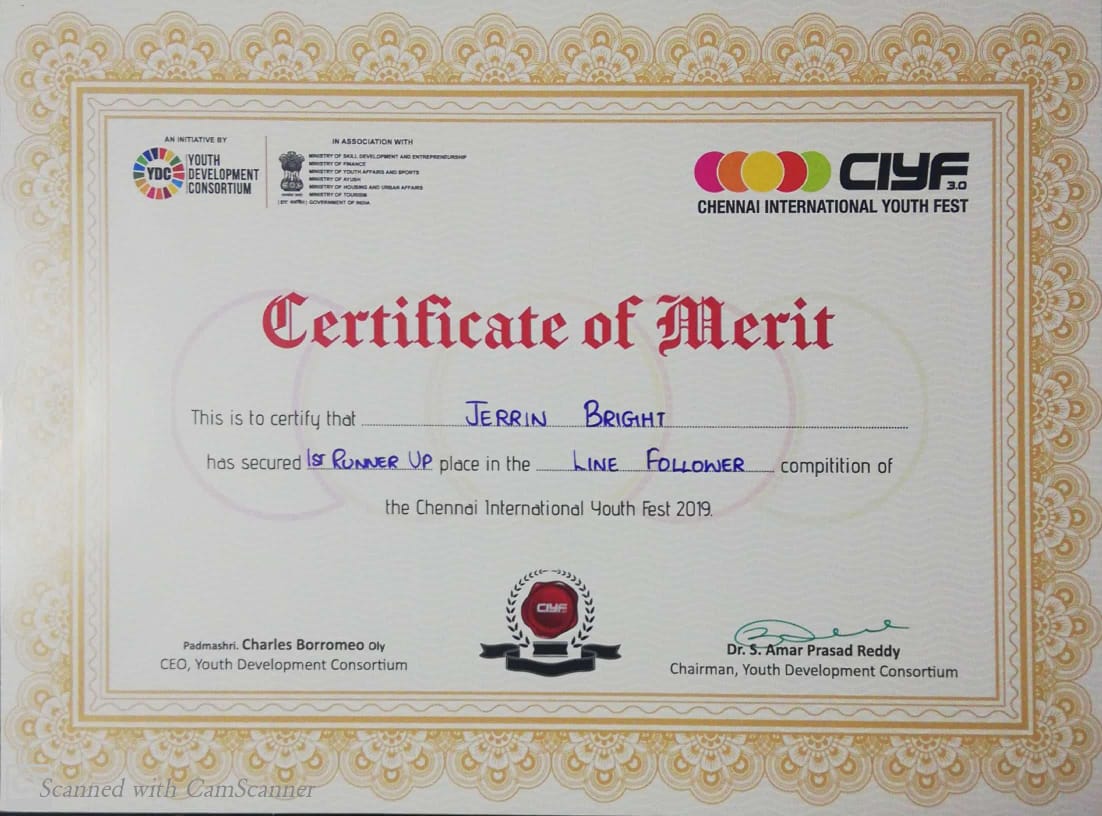 AN INITIATIVE BY
YDC
YOUTH
DEVELOPMENT
CONSORTIUM
IN ASSOCIATION WITH
MINISTRY OF SKILL DEVELOPMENT AND ENTREPRENEURSHIP
MINISTRY OF FINANCE
MINISTRY OF YOUTH AFFAIRS AND SPORTS
MINISTRY OF AYUSH
MINISTRY OF HOUSING AND URBAN AFFAIRS
MINISTRY OF TOURISM
GOVERNMENT OF INDIA
CIYF
3.0
CHENNAI INTERNATIONAL YOUTH FEST
Certificate of Merit
This is to certify that JERRIN BRIGHT
has secured 1st RUNNER UP place in the LINE FOLLOWER compitition of
the Chennai International Youth Fest 2019.
CIYF
Padmashri. Charles Borromeo Oly
CEO, Youth Development Consortium
Dr. S. Amar Prasad Reddy
Chairman, Youth Development Consortium
Scanned with CamScanner